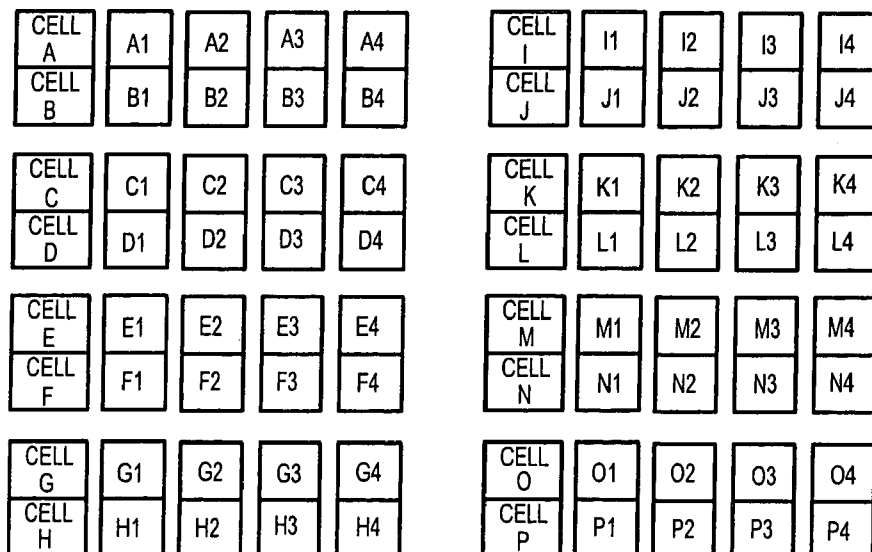 CELL A A1 A2 A3 A4
CELL B B1 B2 B3 B4
CELL C C1 C2 C3 C4
CELL D D1 D2 D3 D4
CELL E E1 E2 E3 E4
CELL F F1 F2 F3 F4
CELL G G1 G2 G3 G4
CELL H H1 H2 H3 H4
CELL I I1 I2 I3 I4
CELL J J1 J2 J3 J4
CELL K K1 K2 K3 K4
CELL L L1 L2 L3 L4
CELL M M1 M2 M3 M4
CELL N N1 N2 N3 N4
CELL O O1 O2 O3 O4
CELL P P1 P2 P3 P4